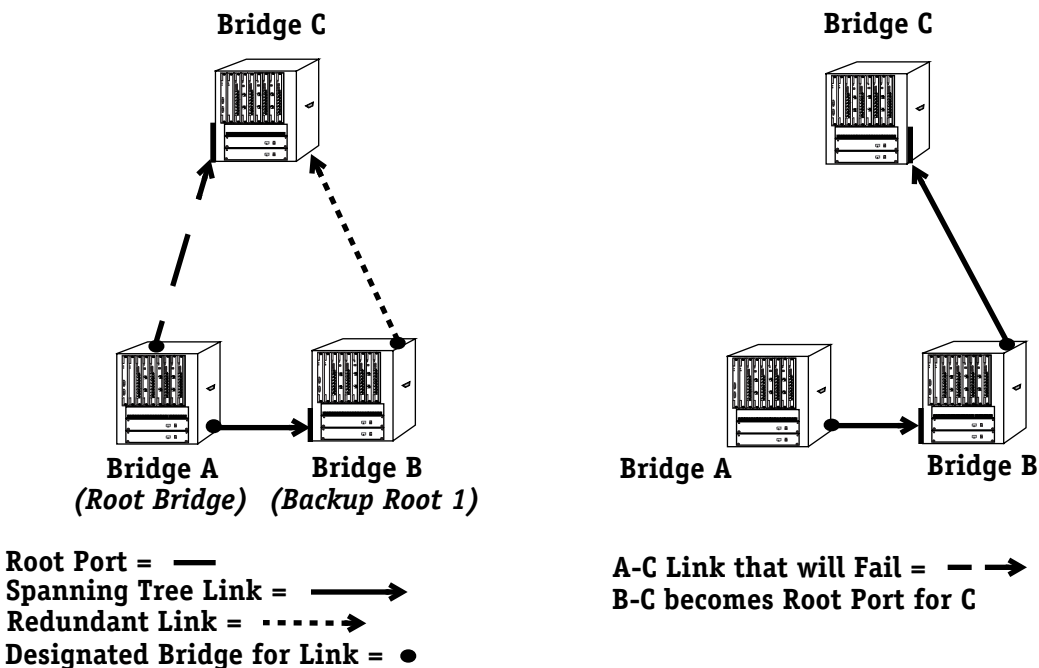 Bridge C
Bridge C
Bridge A
(Root Bridge)
Bridge B
(Backup Root 1)
Bridge A
Bridge B
Root Port =
Spanning Tree Link =
Redundant Link =
Designated Bridge for Link =
A-C Link that will Fail =
B-C becomes Root Port for C